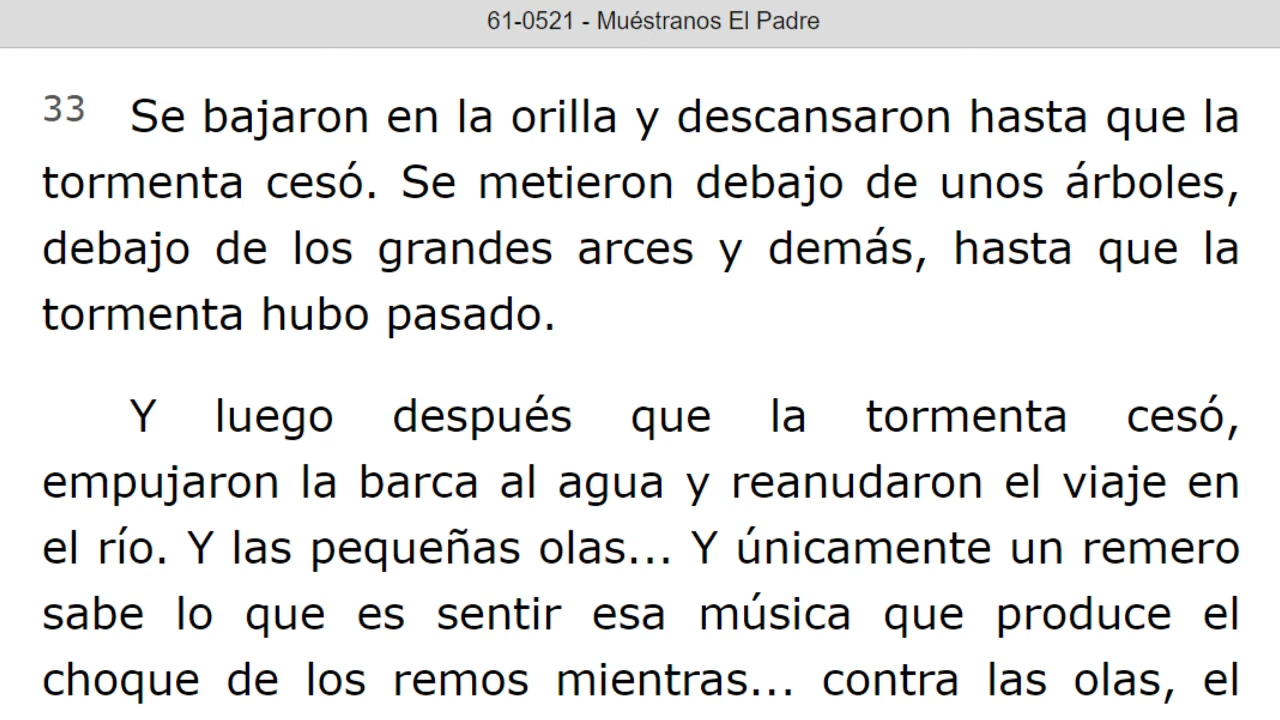 61-0521 - Muéstranos El Padre
33 Se bajaron en la orilla y descansaron hasta que la
tormenta cesó. Se metieron debajo de unos árboles,
debajo de los grandes arces y demás, hasta que la
tormenta hubo pasado.
Y luego después que la tormenta cesó,
empujaron la barca al agua y reanudaron el viaje en
el río. Y las pequeñas olas... Y únicamente un remero
sabe lo que es sentir esa música que produce el
choque de los remos mientras... contra las olas, el